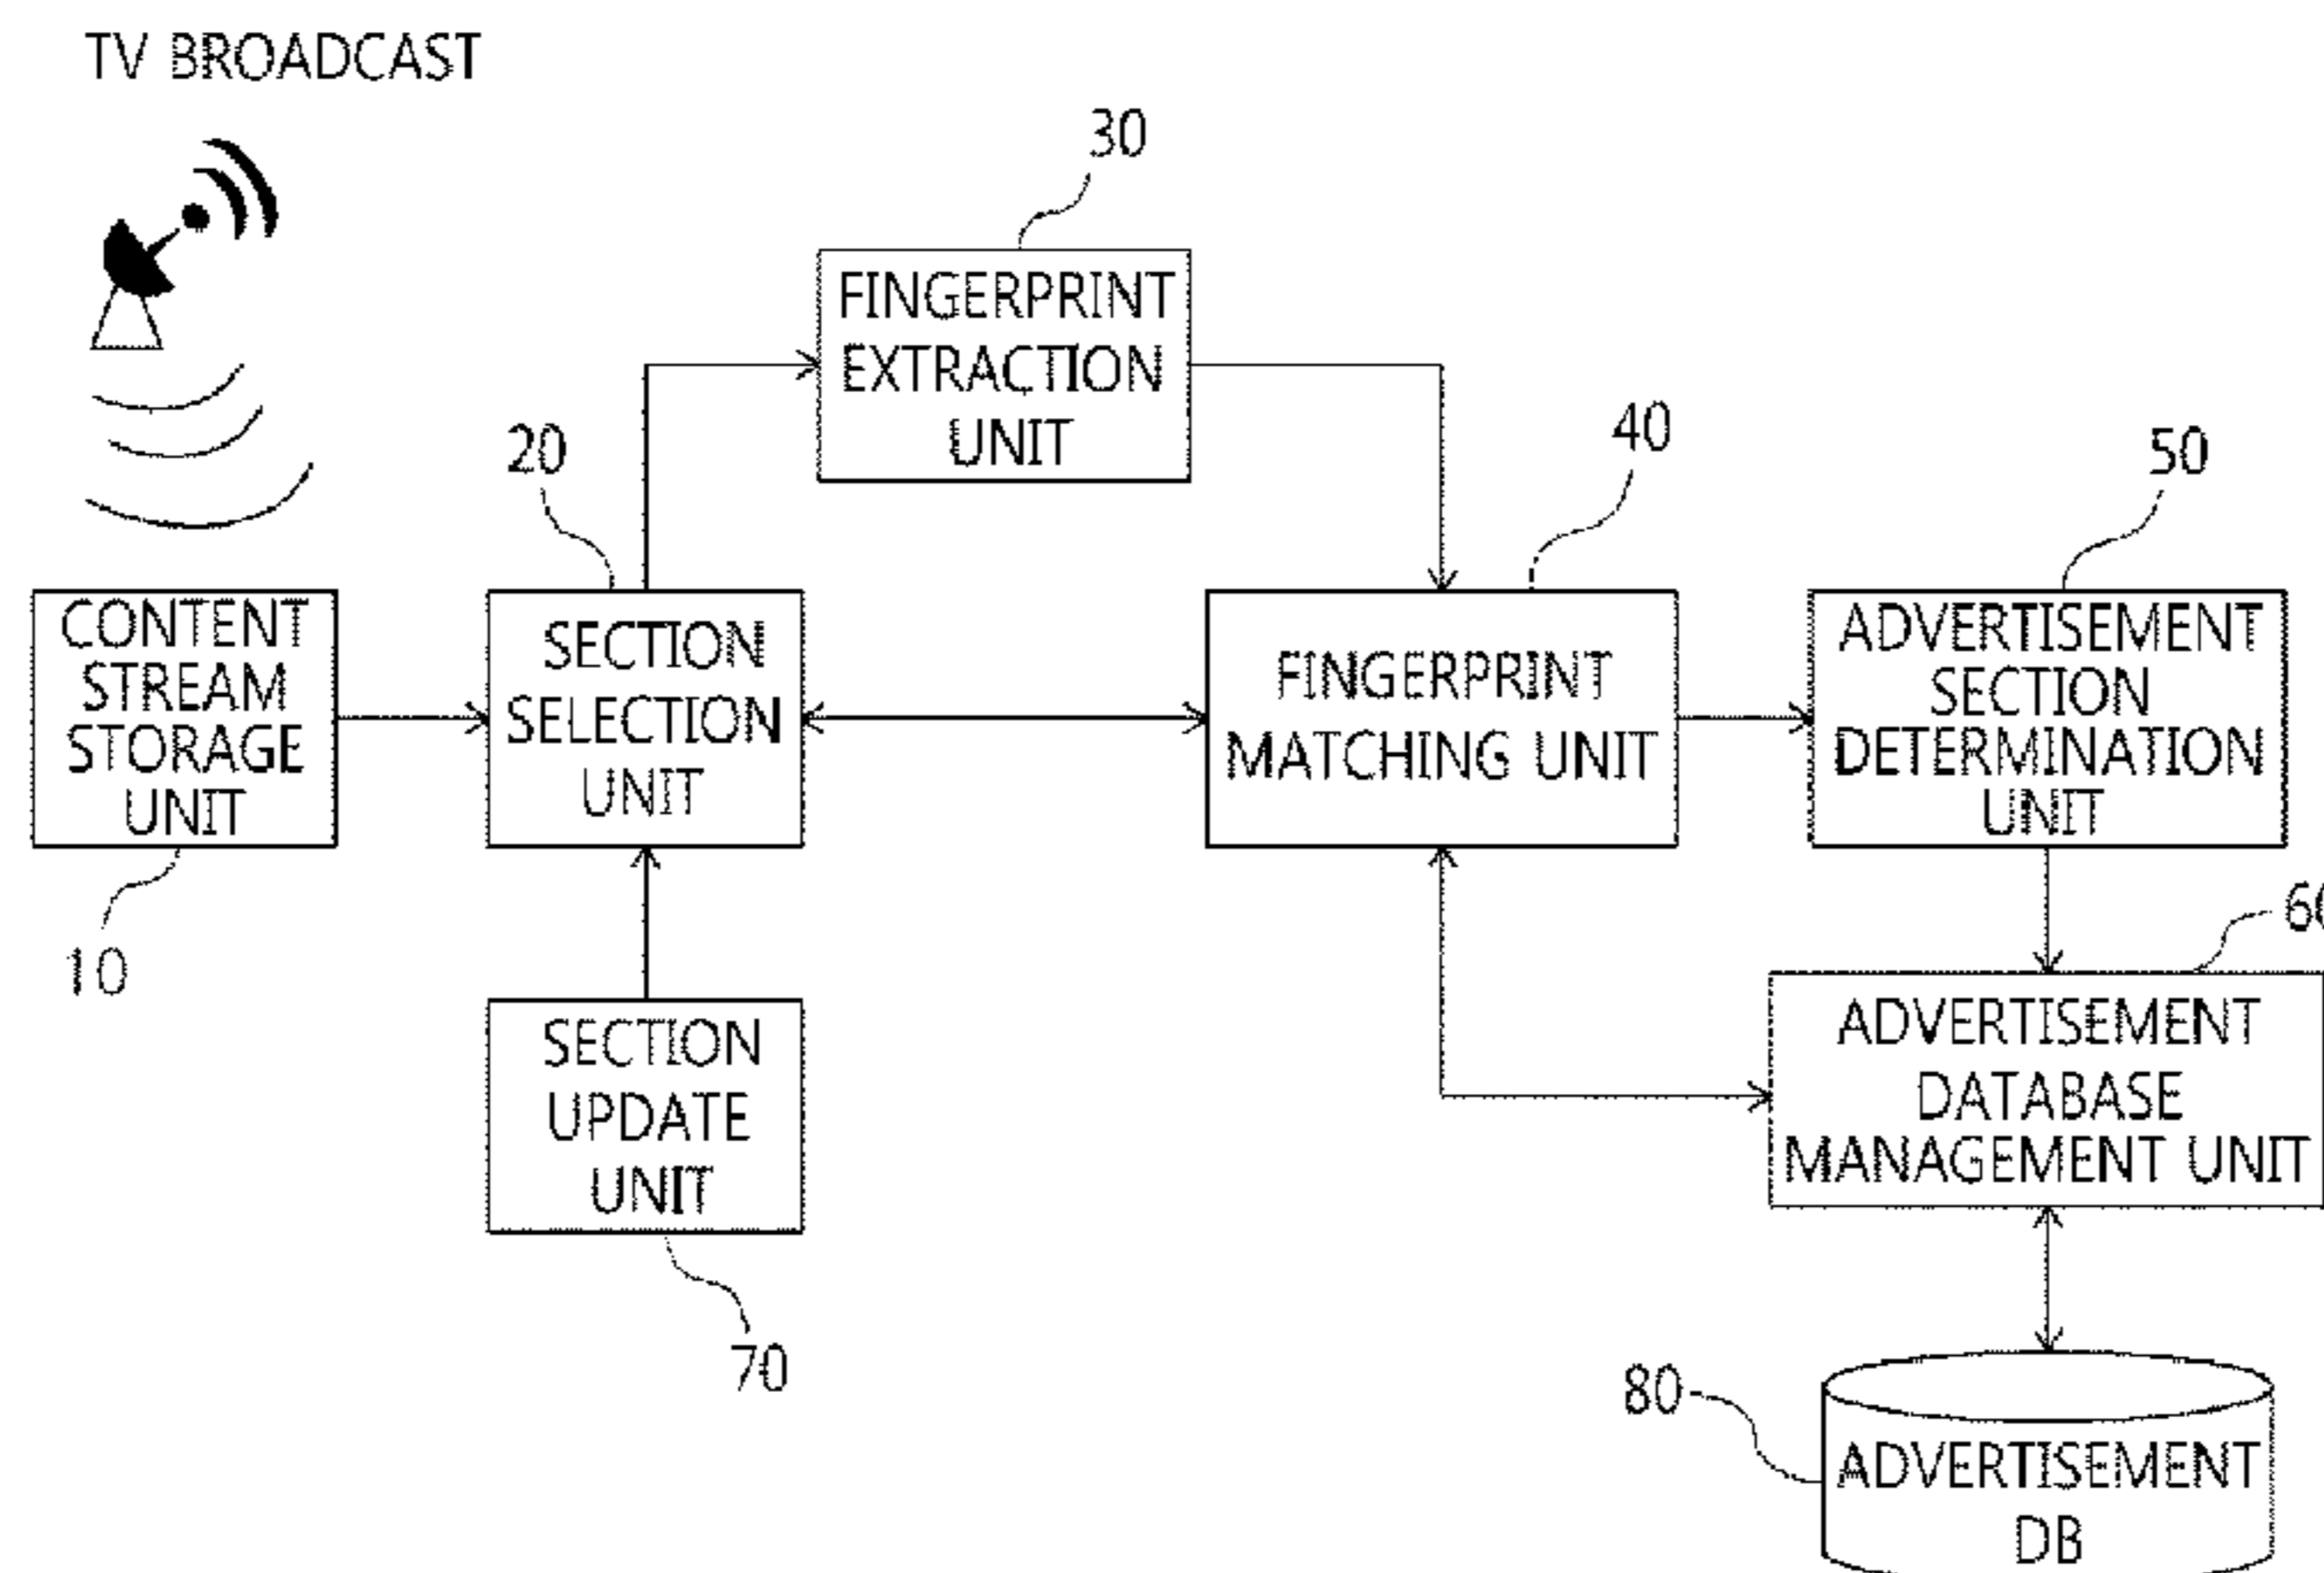 TV BROADCAST
30
FINGERPRINT
EXTRACTION
UNIT
20
40
50
CONTENT
STREAM
STORAGE
UNIT
SECTION
SELECTION
UNIT
FINGERPRINT
MATCHING UNIT
ADVERTISEMENT
SECTION
DETERMINATION
UNIT
10
60
SECTION
UPDATE
UNIT
ADVERTISEMENT
DATABASE
MANAGEMENT UNIT
70
80
ADVERTISEMENT
DB